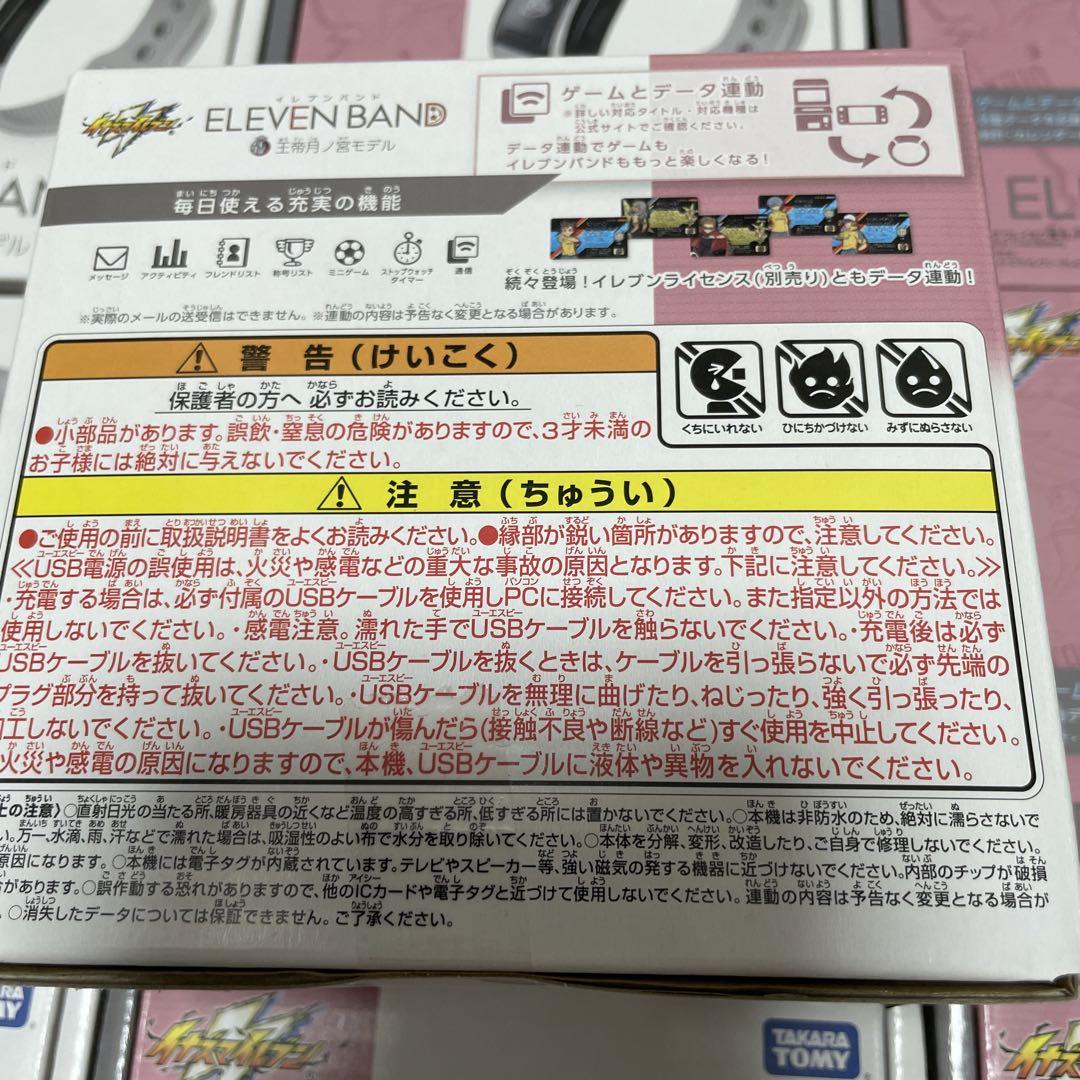 イナズマイレブン
イレブンバンド
ELEVEN BAND
王帝月ノ宮モデル
ゲームとデータ連動
※詳しい対応タイトル・対応機種は
公式サイトでご確認ください。
データ連動でゲームも
イレブンバンドももっと楽しくなる!
毎日使える充実の機能
メッセージ アクティビティ フレンドリスト 称号リスト ミニゲーム ストップウォッチ タイマー 通信
続々登場!イレブンライセンス(別売り)ともデータ連動!
※実際のメールの送受信はできません。※連動の内容は予告なく変更となる場合があります。
警告(けいこく)
保護者の方へ 必ずお読みください。
●小部品があります。誤飲・窒息の危険がありますので、3才未満の
お子様には絶対に与えないでください。
くちにいれない ひにちかづけない みずにぬらさない
注意(ちゅうい)
●ご使用の前に取扱説明書をよくお読みください。●縁部が鋭い箇所がありますので、注意してください。
≪USB電源の誤使用は、火災や感電などの重大な事故の原因となります。下記に注意してください。≫
・充電する場合は、必ず付属のUSBケーブルを使用しPCに接続してください。また指定以外の方法では
使用しないでください。・感電注意。濡れた手でUSBケーブルを触らないでください。・充電後は必ず
USBケーブルを抜いてください。・USBケーブルを抜くときは、ケーブルを引っ張らないで必ず先端の
プラグ部分を持って抜いてください。・USBケーブルを無理に曲げたり、ねじったり、強く引っ張ったり、
加工しないでください。・USBケーブルが傷んだら(接触不良や断線など)すぐ使用を中止してください。
火災や感電の原因になりますので、本機、USBケーブルに液体や異物を入れないでください。
上の注意)○直射日光の当たる所、暖房器具の近くなど温度の高すぎる所、低すぎる所には置かないでください。○本機は非防水のため、絶対に濡らさないで
い。万一、水滴、雨、汗などで濡れた場合は、吸湿性のよい布で水分を取り除いてください。○本体を分解、変形、改造したり、ご自身で修理しないでください。
原因になります。○本機には電子タグが内蔵されています。テレビやスピーカー等、強い磁気の発する機器に近づけないでください。内部のチップが破損
があります。○誤作動する恐れがありますので、他のICカードや電子タグと近づけて使用しないでください。連動の内容は予告なく変更となる場合が
。○消失したデータについては保証できません。ご了承ください。
TAKARA
TOMY
イナズマイレブン
TAKARA
TOMY